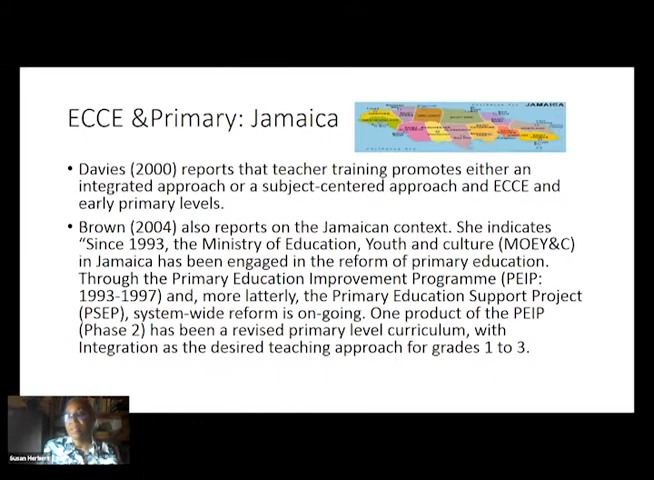 ECCE &Primary: Jamaica
JAMAICA
• Davies (2000) reports that teacher training promotes either an
integrated approach or a subject-centered approach and ECCE and
early primary levels.
• Brown (2004) also reports on the Jamaican context. She indicates
“Since 1993, the Ministry of Education, Youth and culture (MOEY&C)
in Jamaica has been engaged in the reform of primary education.
Through the Primary Education Improvement Programme (PEIP:
1993-1997) and, more latterly, the Primary Education Support Project
(PSEP), system-wide reform is on-going. One product of the PEIP
(Phase 2) has been a revised primary level curriculum, with
Integration as the desired teaching approach for grades 1 to 3.
Susan Herbert